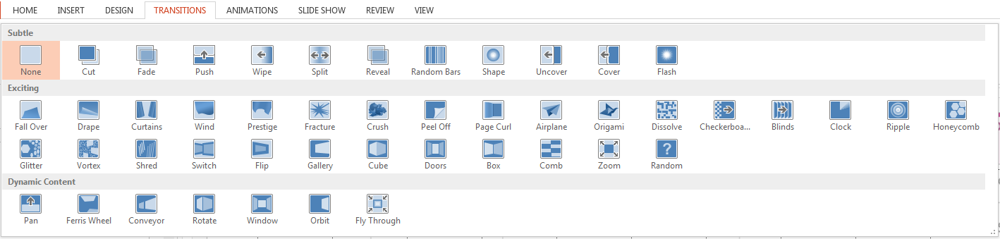 HOME INSERT DESIGN TRANSITIONS ANIMATIONS SLIDE SHOW REVIEW VIEW
Subtle
None Cut Fade Push Wipe Split Reveal Random Bars Shape Uncover Cover Flash
Exciting
Fall Over Drape Curtains Wind Prestige Fracture Crush Peel Off Page Curl Airplane Origami Dissolve Checkerboa... Blinds Clock Ripple Honeycomb
Glitter Vortex Shred Switch Flip Gallery Cube Doors Box Comb Zoom Random
Dynamic Content
Pan Ferris Wheel Conveyor Rotate Window Orbit Fly Through